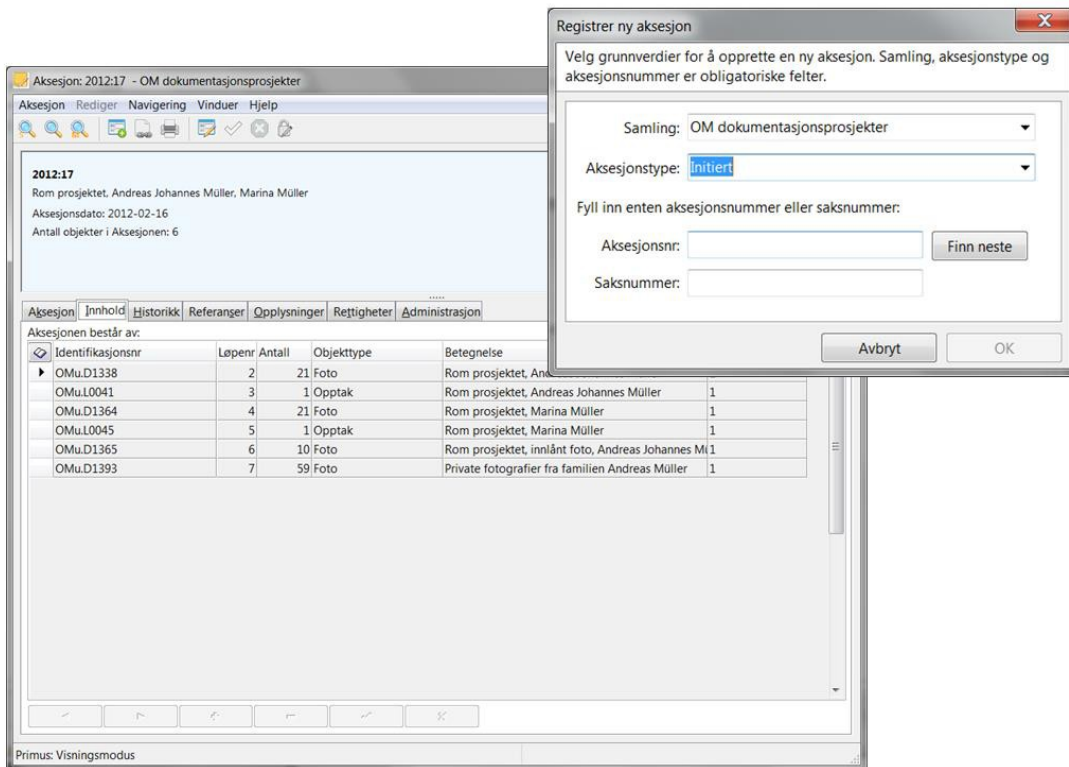 Registrer ny aksesjon
Velg grunnverdier for å opprette en ny aksesjon. Samling, aksesjonstype og
aksesjonsnummer er obligatoriske felter.
Samling: OM dokumentasjonsprosjekter
Aksesjonstype: Initiert
Fyll inn enten aksesjonsnummer eller saksnummer:
Aksesjonsnr: Finn neste
Saksnummer:
Avbryt OK
Aksesjon: 2012:17 - OM dokumentasjonsprosjekter
Aksesjon Rediger Navigering Vinduer Hjelp
2012:17
Rom prosjektet, Andreas Johannes Müller, Marina Müller
Aksesjonsdato: 2012-02-16
Antall objekter i Aksesjonen: 6
Aksesjon Innhold Historikk Referanser Opplysninger Rettigheter Administrasjon
Aksesjonen består av:
Identifikasjonsnr Løpenr Antall Objekttype Betegnelse
OMu.D1338 2 21 Foto Rom prosjektet,
OMu.L0041 3 1 Opptak Rom prosjektet, Andreas Johannes Müller 1
OMu.D1364 4 21 Foto Rom prosjektet, Marina Müller 1
OMu.L0045 5 1 Opptak Rom prosjektet, Marina Müller 1
OMu.D1365 6 10 Foto Rom prosjektet, innlånt foto, Andreas Johannes 1
OMu.D1393 7 59 Foto Private fotografier fra familien Andreas Müller 1
Primus: Visningsmodus